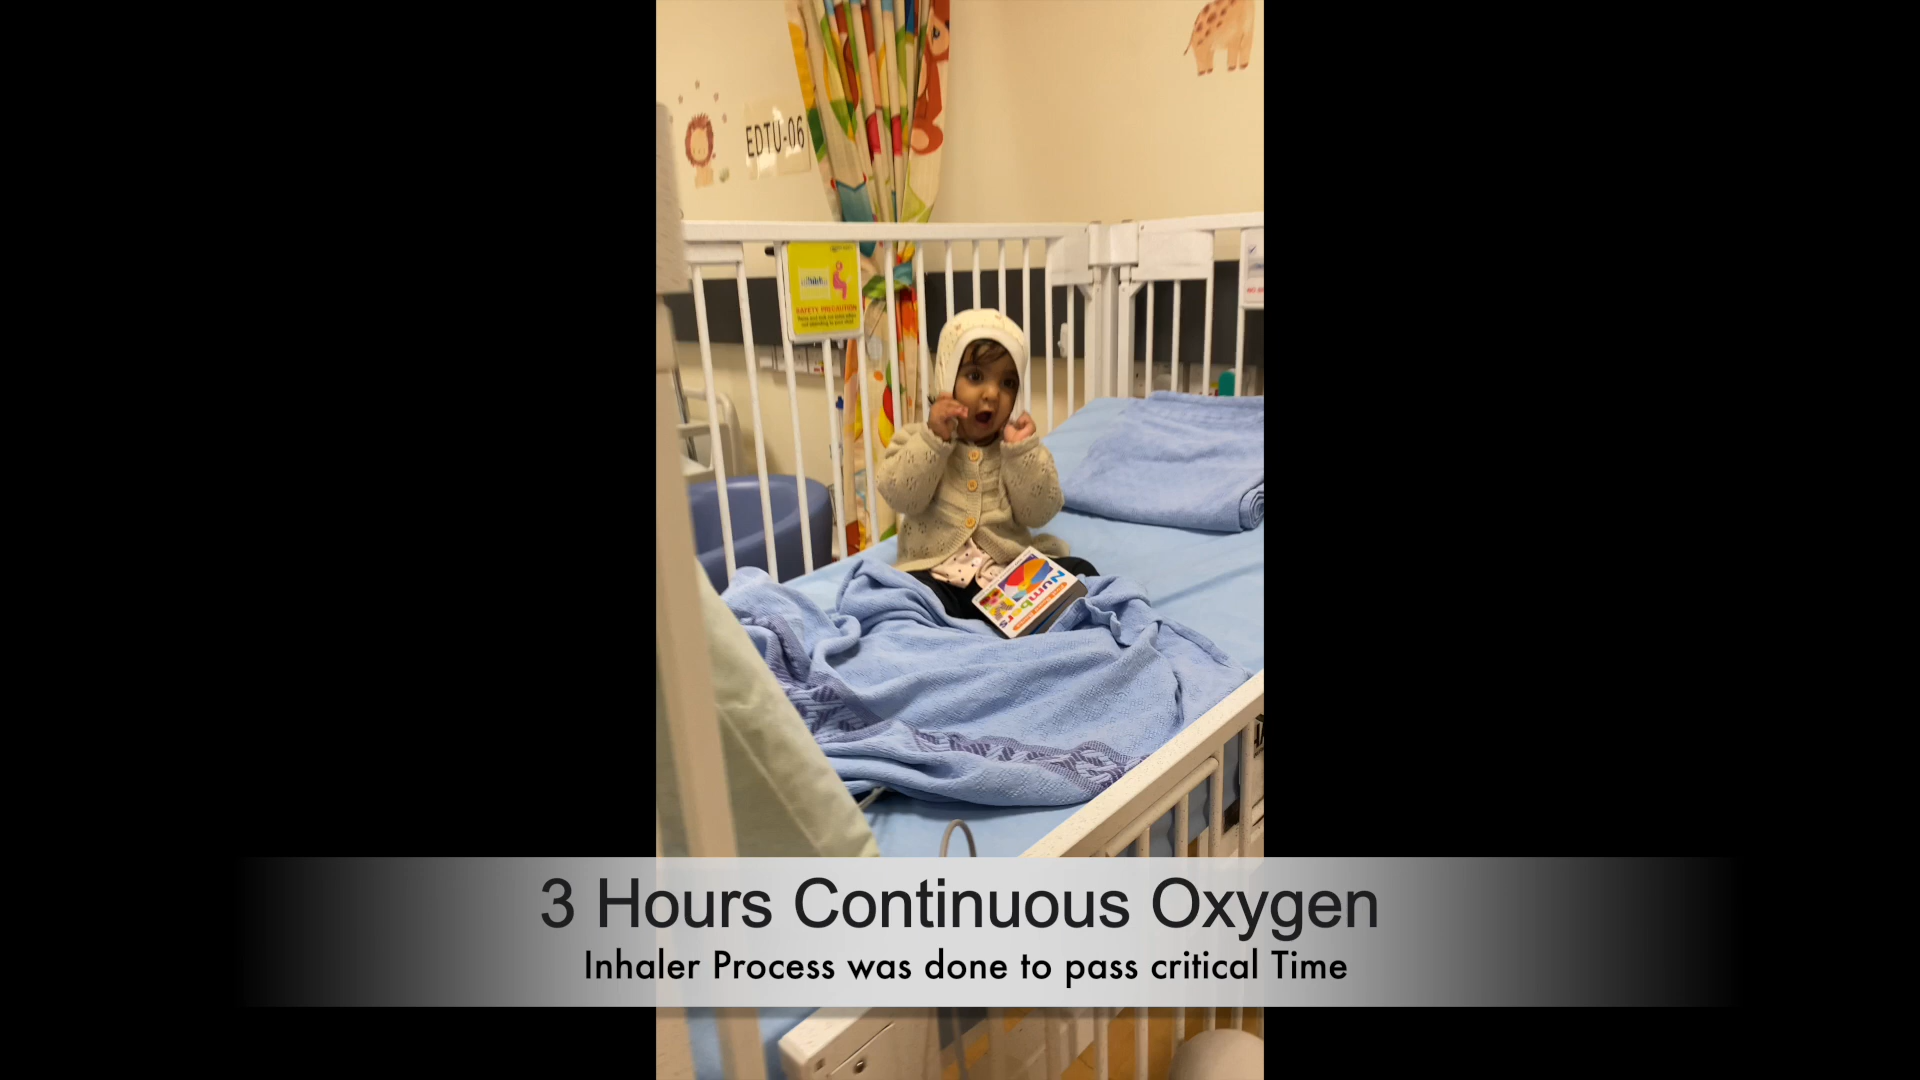 EDTU-06
SAFETY PRECAUTION
Numbers
3 Hours Continuous Oxygen
Inhaler Process was done to pass critical Time